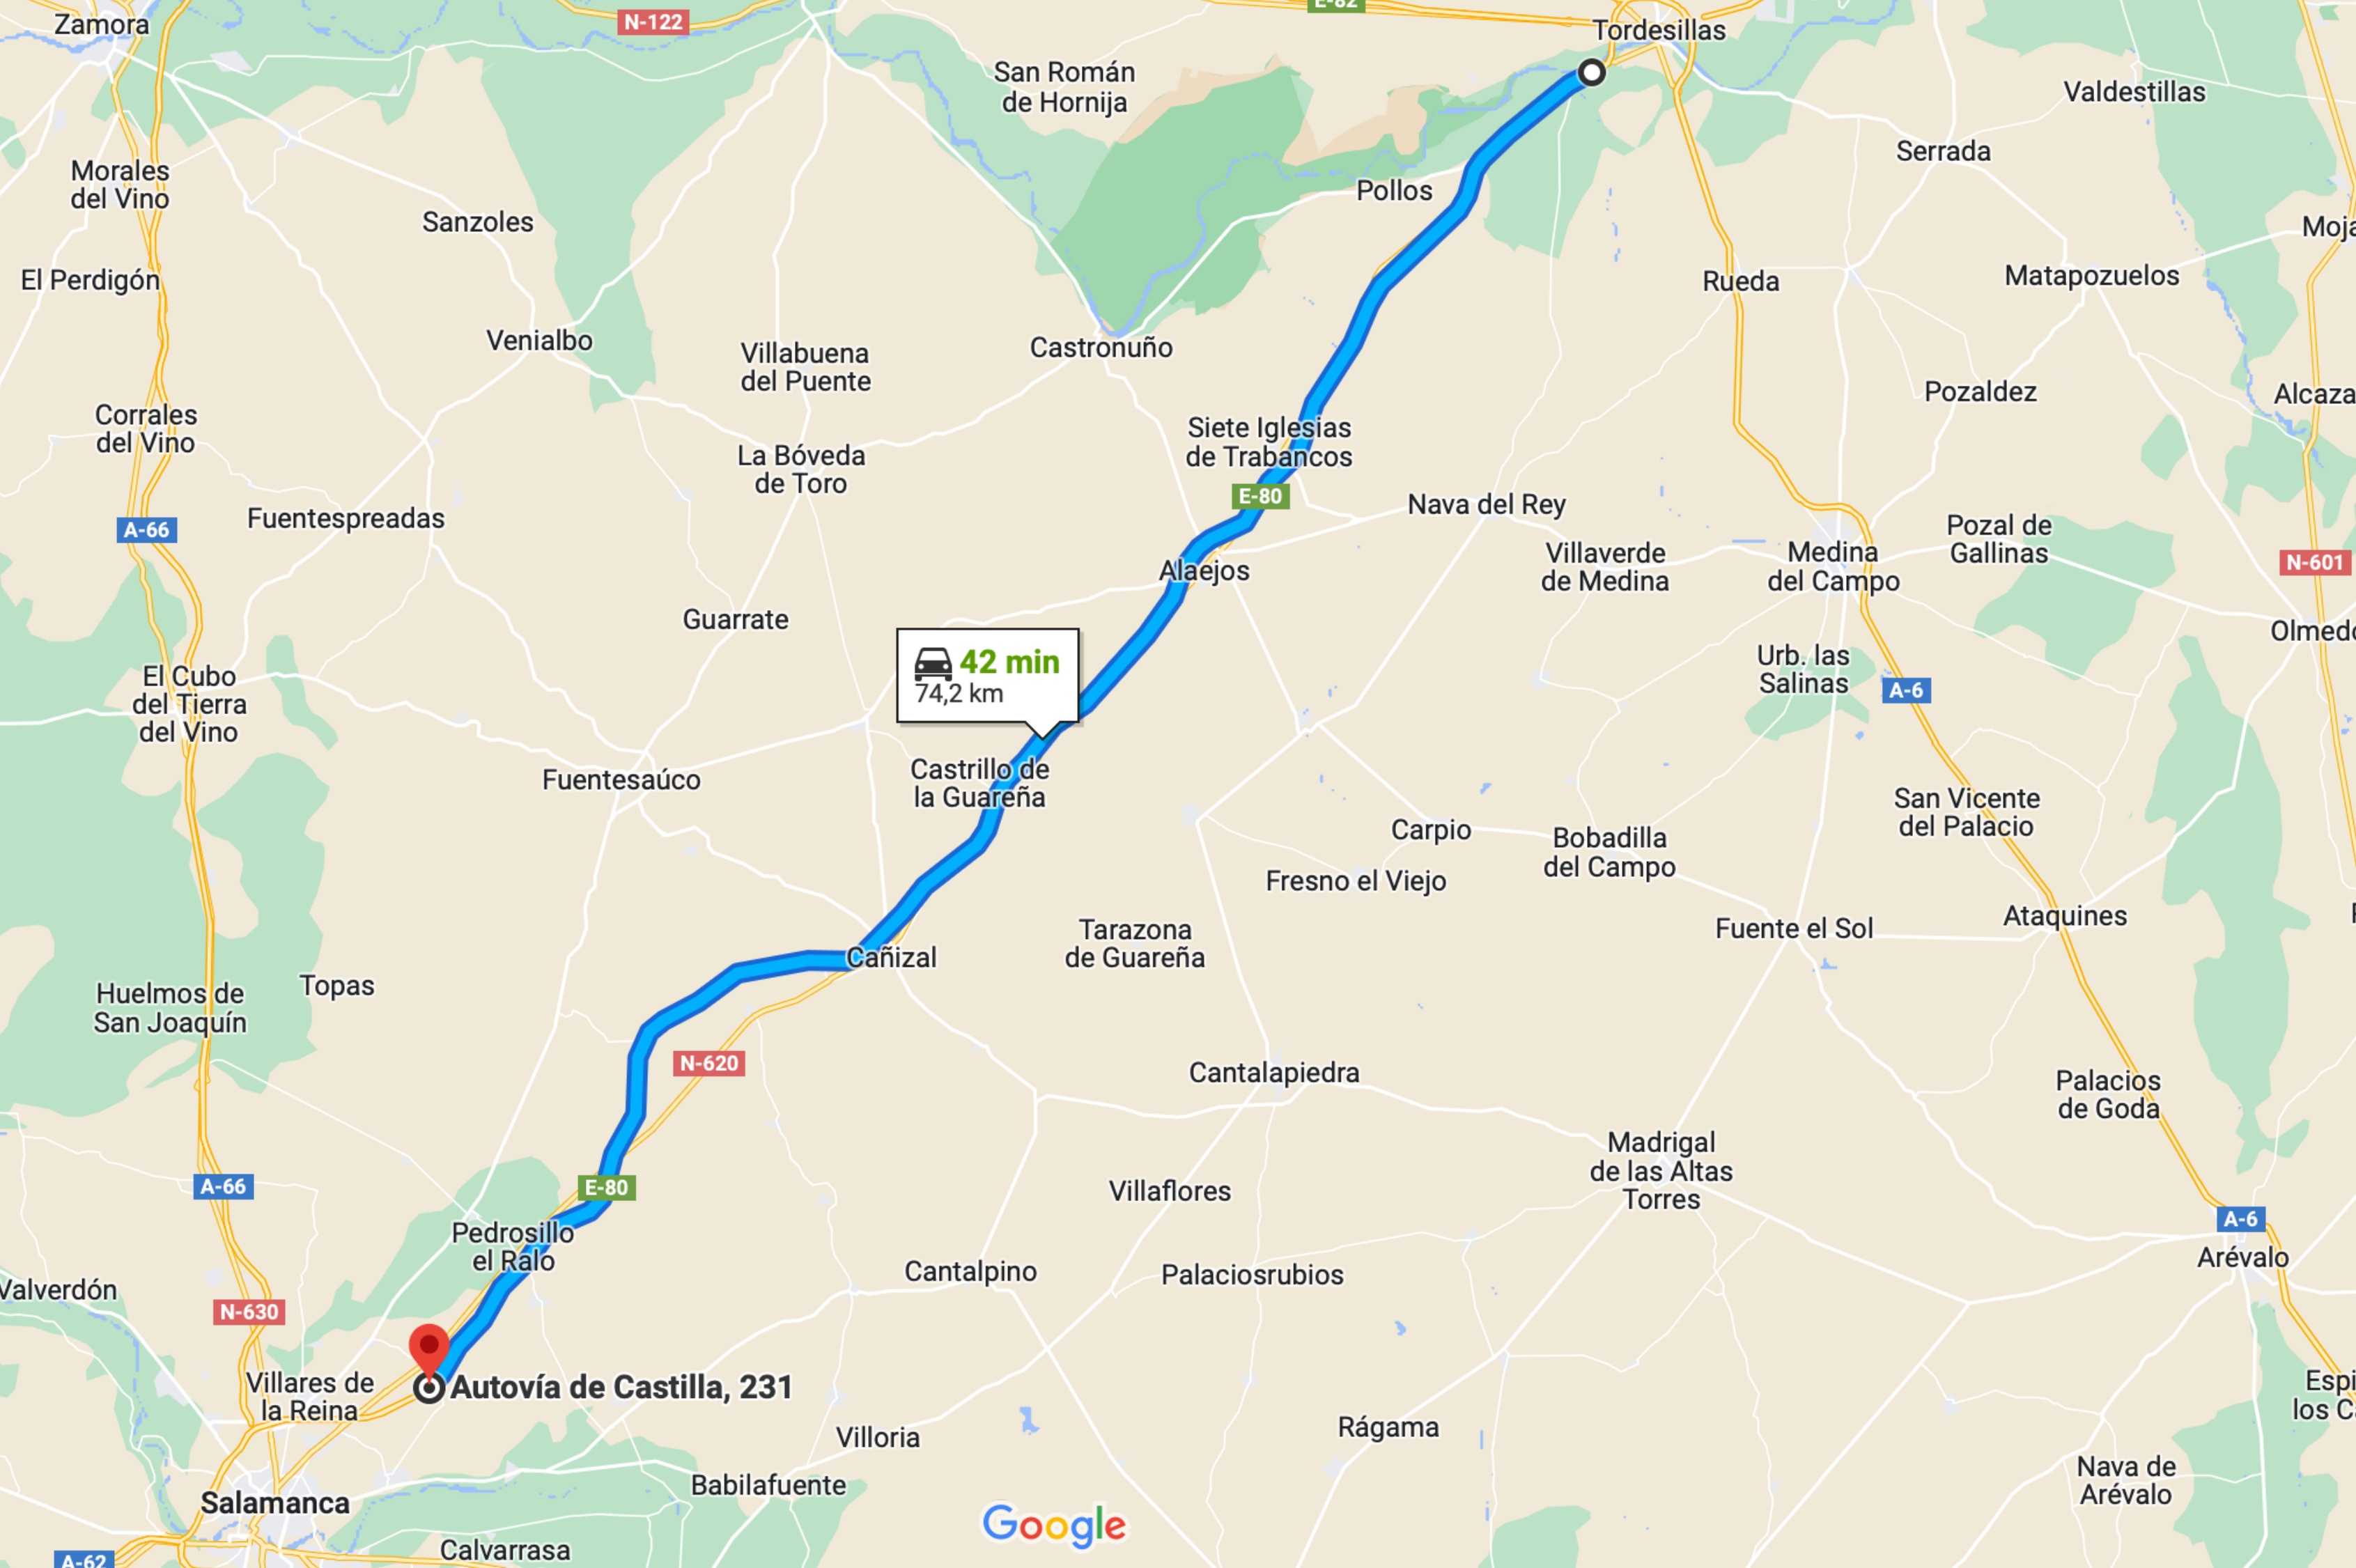 Zamora
N-122
E-82
Tordesillas
San Román
de Hornija
Valdestillas
Serrada
Morales
del Vino
Pollos
Sanzoles
Moja
El Perdigón
Rueda
Matapozuelos
Venialbo
Villabuena
del Puente
Castronuño
Pozaldez
Alcaza
Corrales
del Vino
Siete Iglesias
de Trabancos
La Bóveda
de Toro
E-80
Nava del Rey
A-66
Fuentespreadas
Pozal de
Gallinas
Villaverde
de Medina
Medina
del Campo
N-601
Alaejos
Guarrate
Olmedo
42 min
74,2 km
Urb. las
Salinas
A-6
El Cubo
del Tierra
del Vino
Castrillo de
la Guareña
Fuentesaúco
San Vicente
del Palacio
Carpio
Bobadilla
del Campo
Fresno el Viejo
Tarazona
de Guareña
Fuente el Sol
Ataquines
Cañizal
Topas
Huelmos de
San Joaquín
N-620
Cantalapiedra
Palacios
de Goda
Madrigal
de las Altas
Torres
A-66
E-80
Villaflores
A-6
Pedrosillo
el Ralo
Arévalo
Cantalpino
Palaciosrubios
Valverdón
N-630
Autovía de Castilla, 231
Villares de
la Reina
Espi
los C
Villoria
Rágama
Babilafuente
Nava de
Arévalo
Salamanca
Google
Calvarrasa
A-62